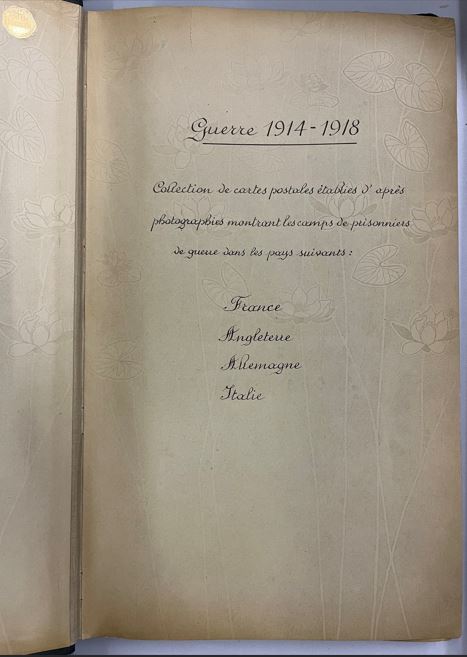 Guerre 1914-1918
Collection de cartes postales établies d'après
photographies montrant les camps de prisonniers
de guerre dans les pays suivants :
France
Angleterre
Allemagne
Italie